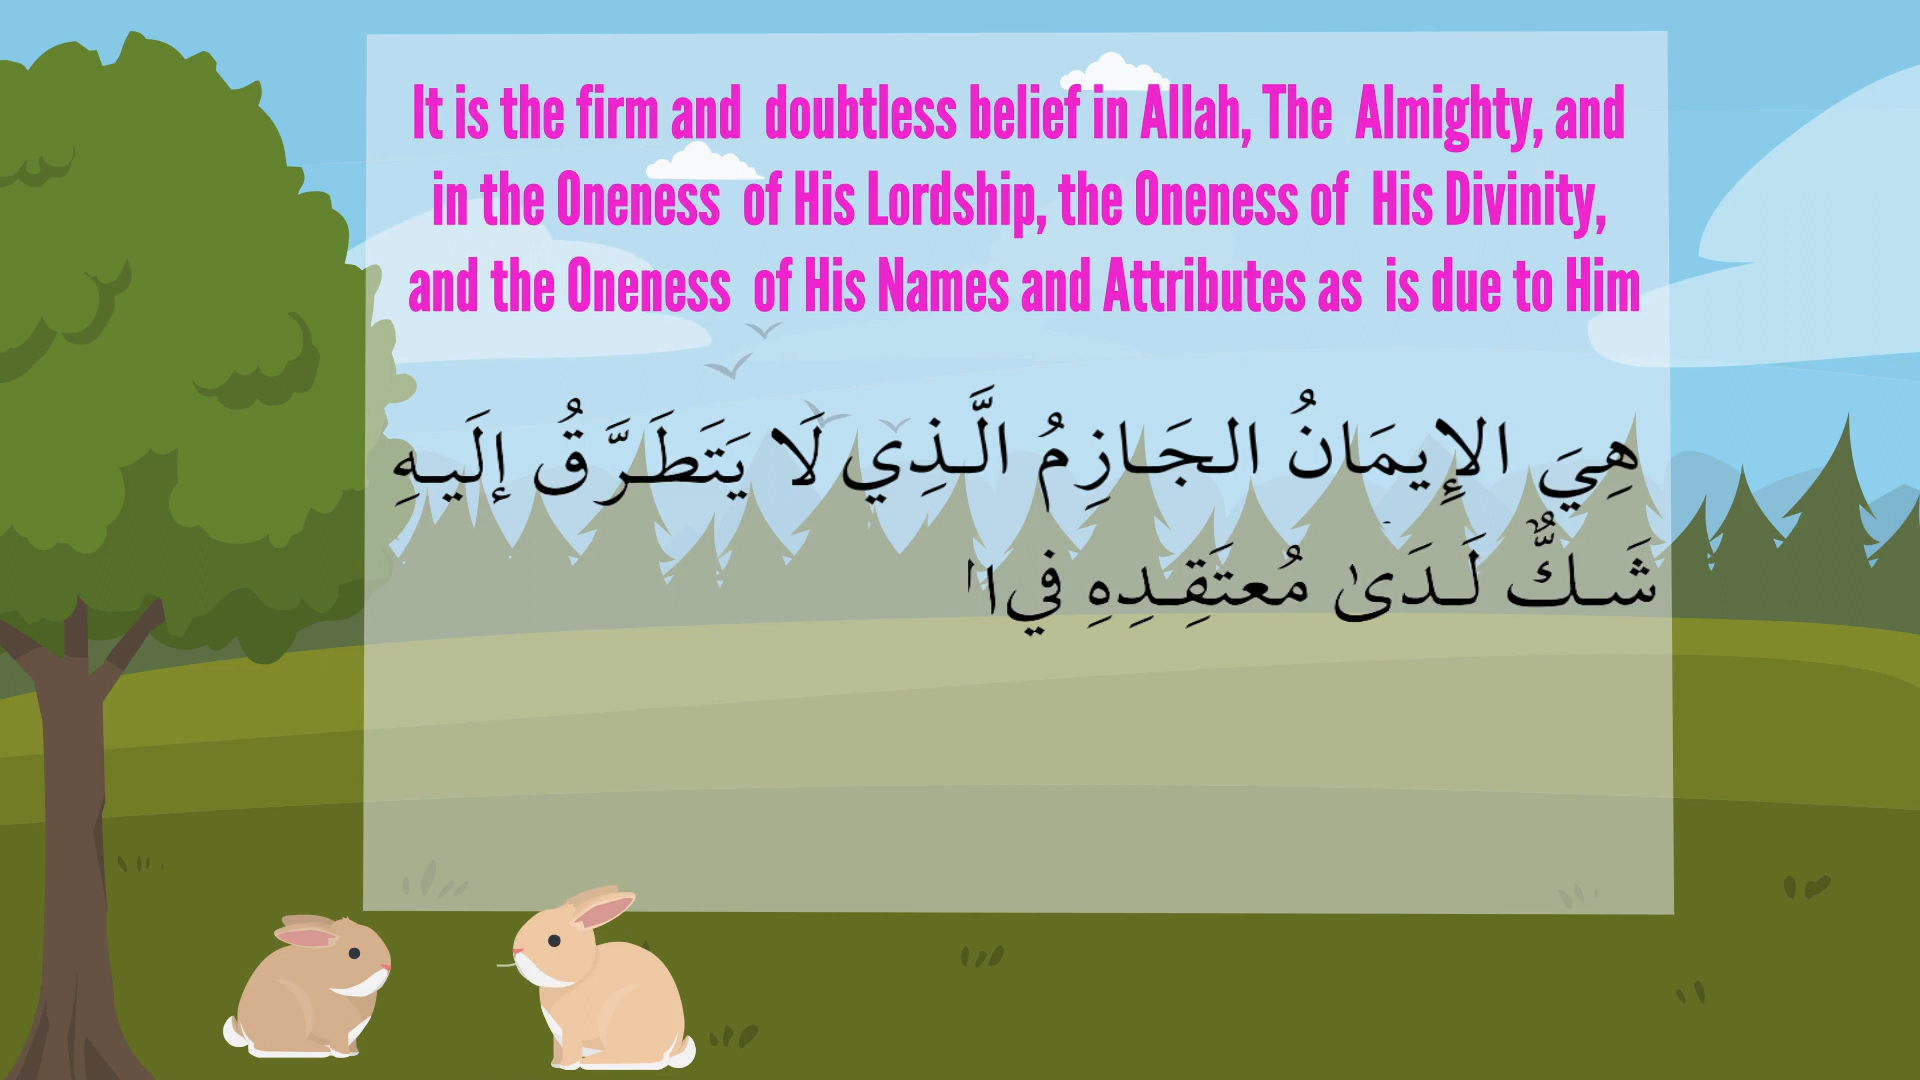 It is the firm and doubtless belief in Allah, The Almighty, and
in the Oneness of His Lordship, the Oneness of His Divinity,
and the Oneness of His Names and Attributes as is due to Him
هِيَ الإِيمَانُ الجَازِمُ الَّذِي لَا يَتَطَرَّقُ إلَيهِ
شَكٌّ لَدَىٰ مُعتَقِدِهِ فِي